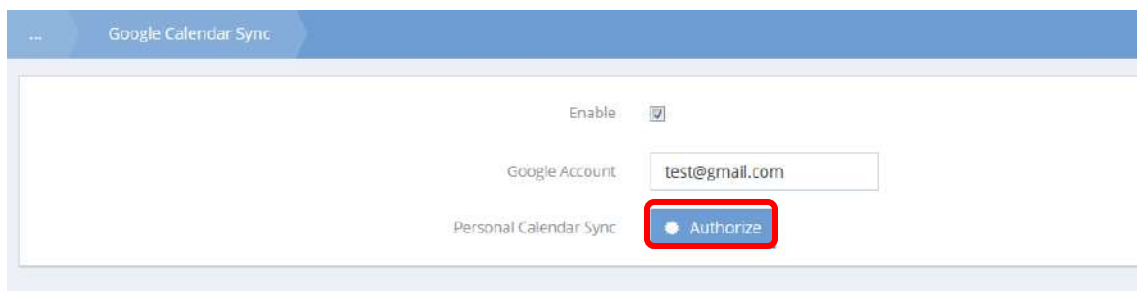 ... Google Calendar Sync
Enable
Google Account test@gmail.com
Personal Calendar Sync Authorize